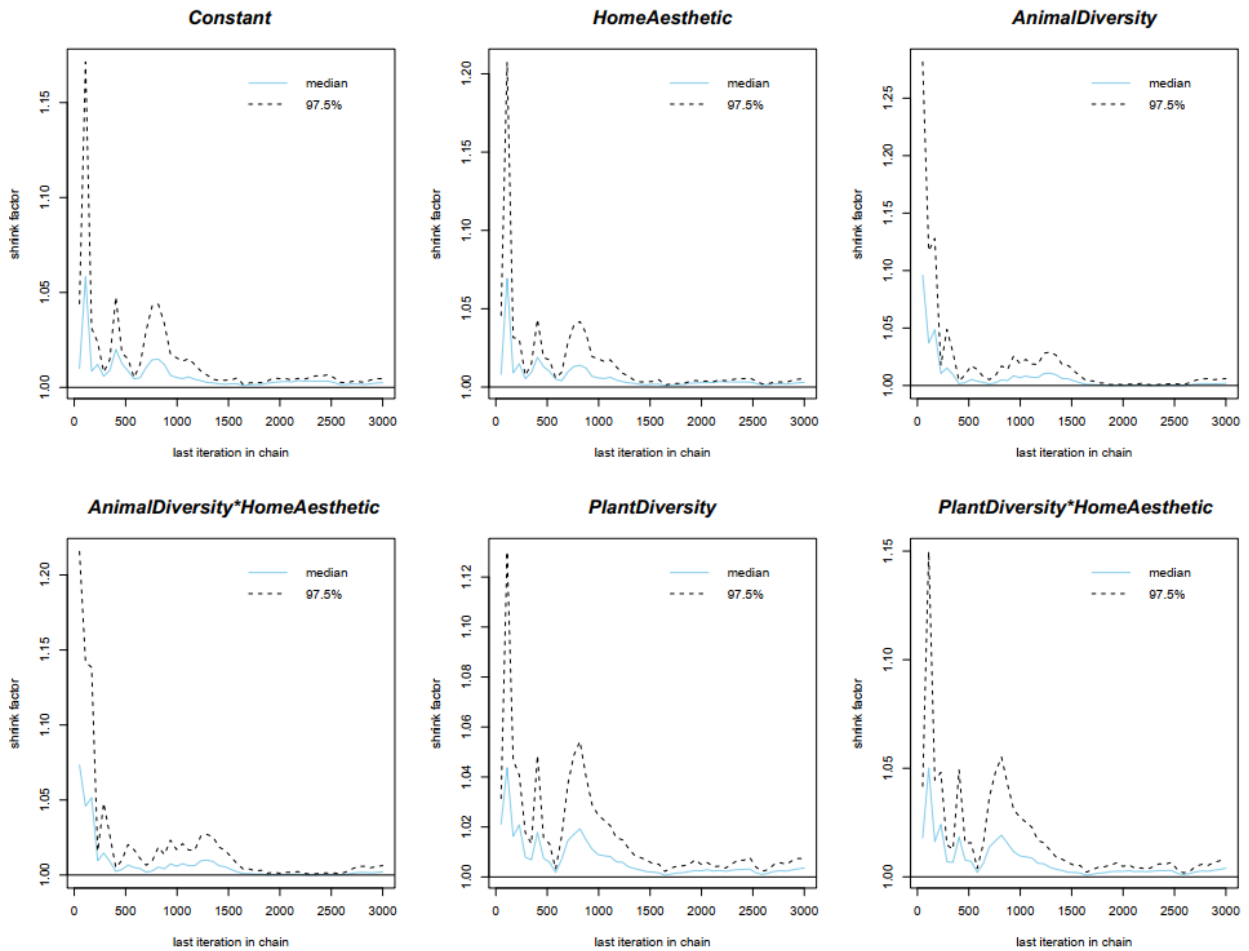 Constant
1.15
1.10
1.05
1.00
shrink factor
median
97.5%
0 500 1000 1500 2000 2500 3000
last iteration in chain
HomeAesthetic
1.20
1.15
1.10
1.05
1.00
shrink factor
median
97.5%
0 500 1000 1500 2000 2500 3000
last iteration in chain
AnimalDiversity
1.25
1.20
1.15
1.10
1.05
1.00
shrink factor
median
97.5%
0 500 1000 1500 2000 2500 3000
last iteration in chain
AnimalDiversity*HomeAesthetic
1.20
1.15
1.10
1.05
1.00
shrink factor
median
97.5%
0 500 1000 1500 2000 2500 3000
last iteration in chain
PlantDiversity
1.12
1.10
1.08
1.06
1.04
1.02
1.00
shrink factor
median
97.5%
0 500 1000 1500 2000 2500 3000
last iteration in chain
PlantDiversity*HomeAesthetic
1.15
1.10
1.05
1.00
shrink factor
median
97.5%
0 500 1000 1500 2000 2500 3000
last iteration in chain